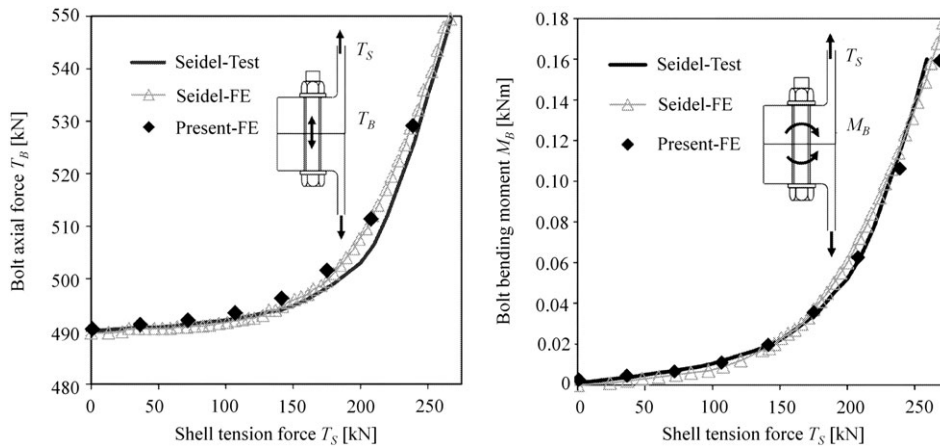 550
540
530
520
510
500
490
480
0
50
100
150
200
250
Bolt axial force T_B [kN]
Shell tension force T_S [kN]
Seidel-Test
Seidel-FE
Present-FE
T_S
T_B
0.18
0.16
0.14
0.12
0.10
0.08
0.06
0.04
0.02
0
0
50
100
150
200
250
Bolt bending moment M_B [kNm]
Shell tension force T_S [kN]
Seidel-Test
Seidel-FE
Present-FE
T_S
M_B